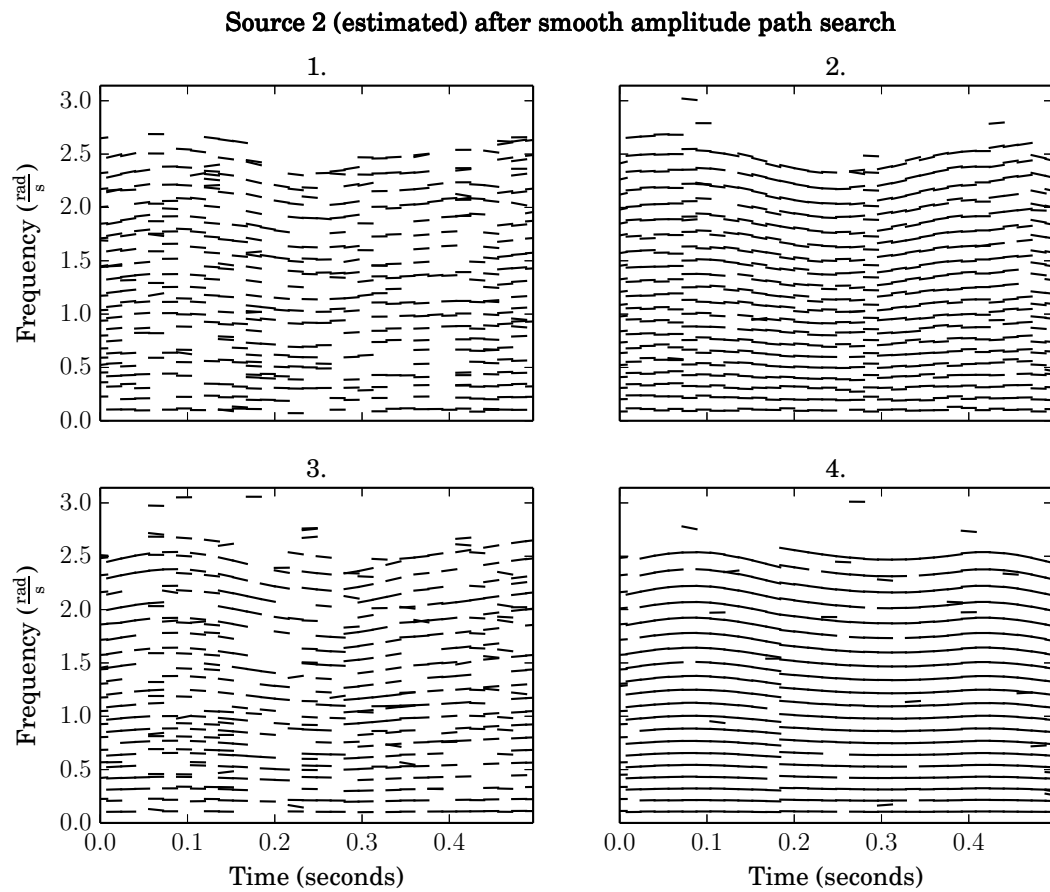 Source 2 (estimated) after smooth amplitude path search
1.
2.
3.0
2.5
2.0
1.5
1.0
0.5
0.0
Frequency (rad/s)
3.
4.
3.0
2.5
2.0
1.5
1.0
0.5
0.0
Frequency (rad/s)
0.0 0.1 0.2 0.3 0.4
0.0 0.1 0.2 0.3 0.4
Time (seconds)
Time (seconds)